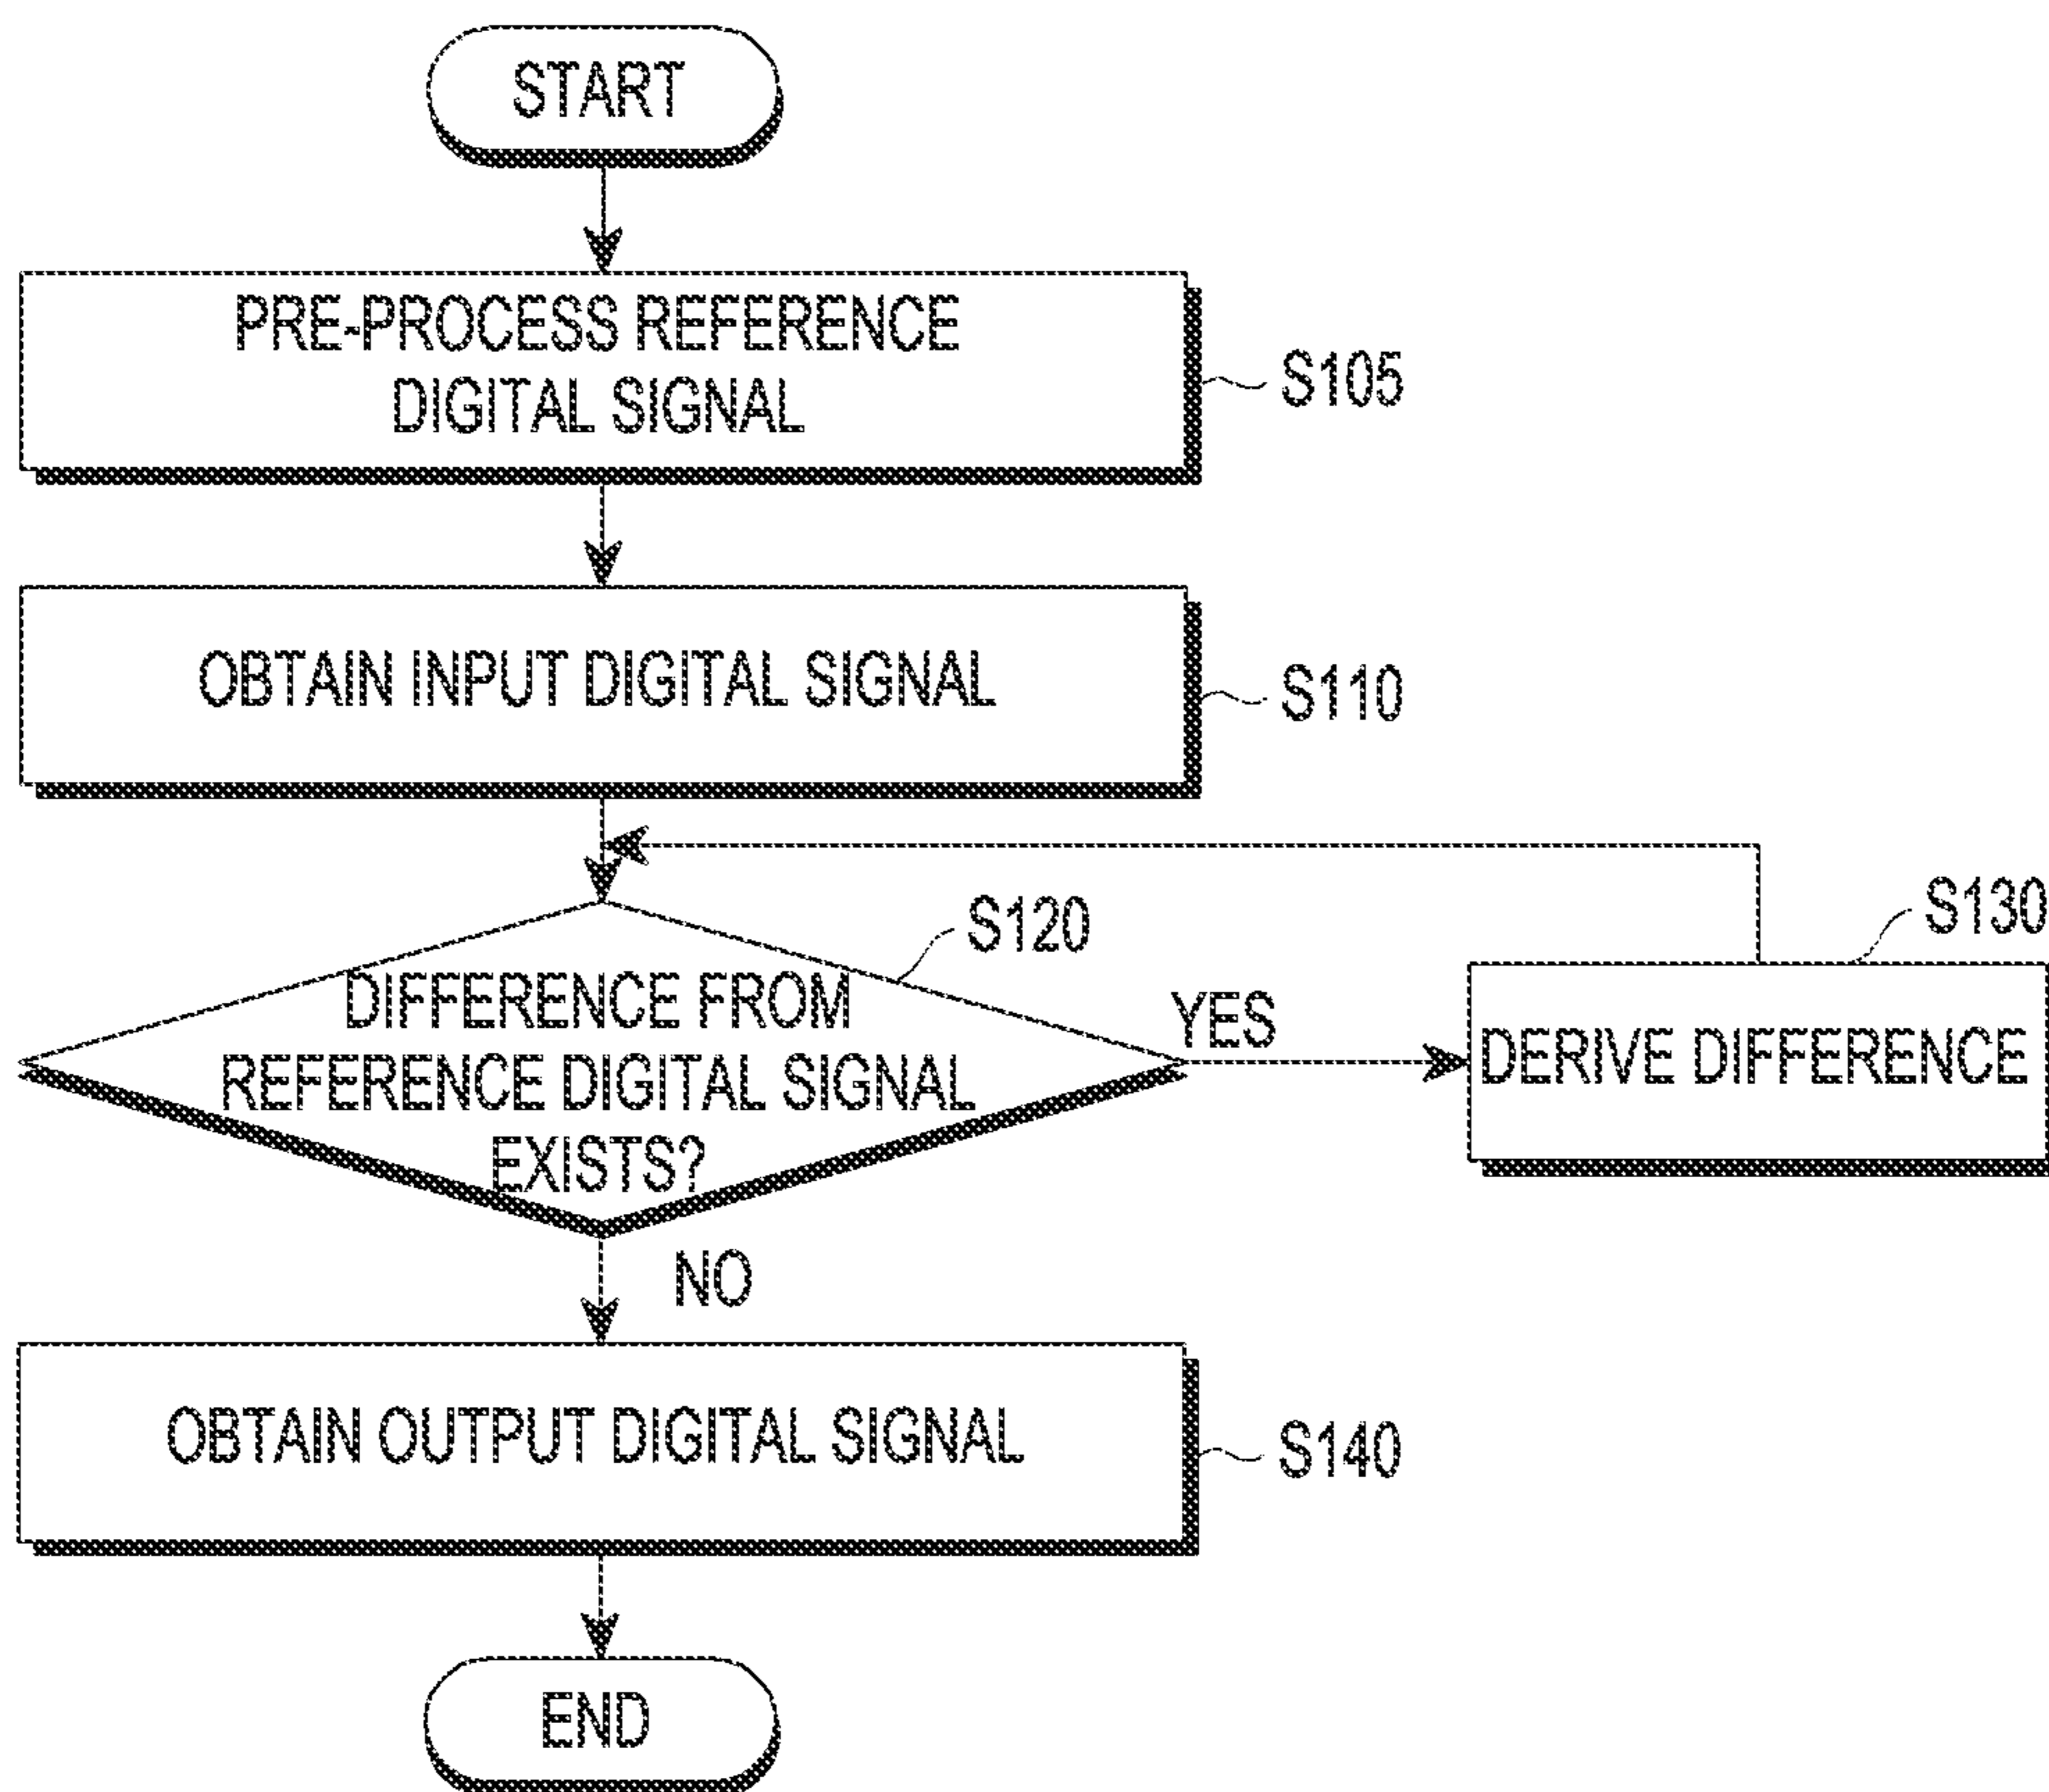 START
PRE-PROCESS REFERENCE
DIGITAL SIGNAL
S105
OBTAIN INPUT DIGITAL SIGNAL
S110
S120
DIFFERENCE FROM
REFERENCE DIGITAL SIGNAL
EXISTS?
YES
S130
DERIVE DIFFERENCE
NO
OBTAIN OUTPUT DIGITAL SIGNAL
S140
END